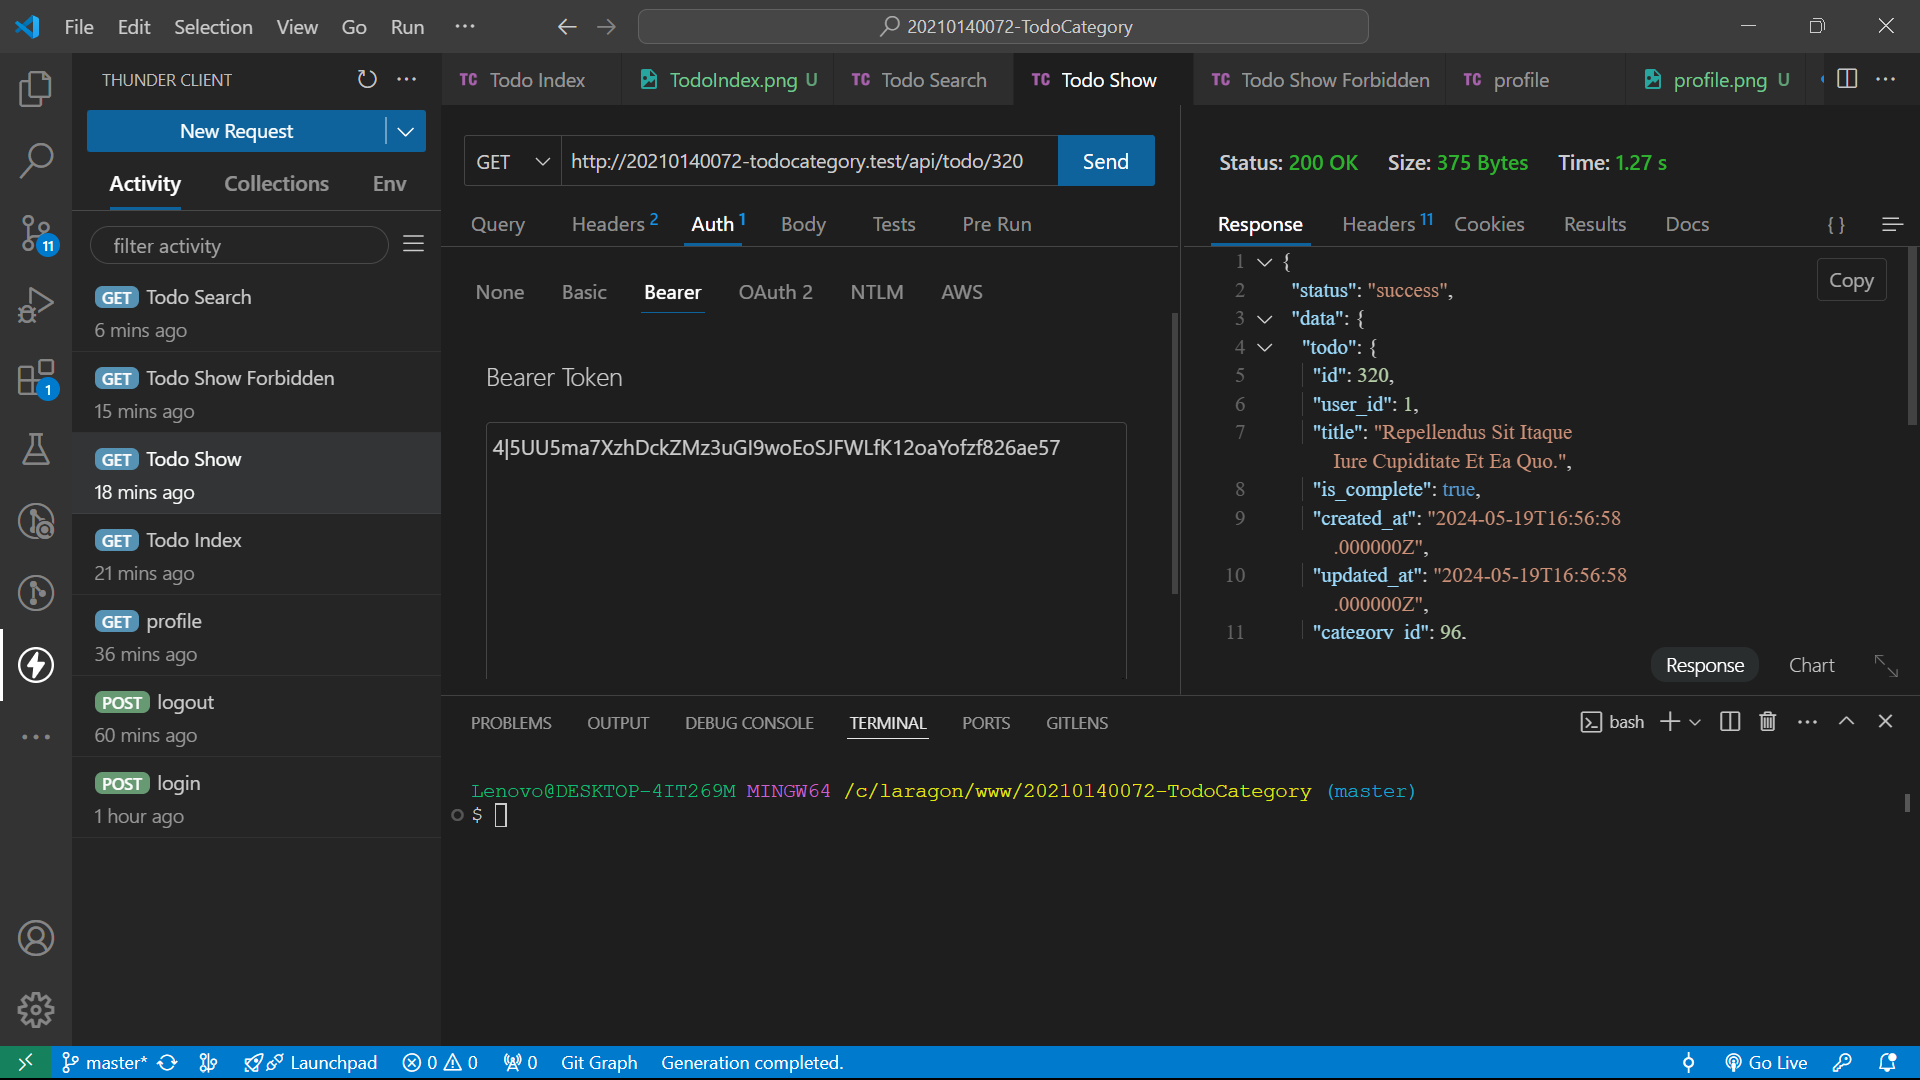 File Edit Selection View Go Run
20210140072-TodoCategory
THUNDER CLIENT
TC Todo Index
TodoIndex.png U
TC Todo Search
TC Todo Show
TC Todo Show Forbidden
TC profile
profile.png U
New Request
Activity Collections Env
filter activity
GET Todo Search
6 mins ago
GET Todo Show Forbidden
15 mins ago
GET Todo Show
18 mins ago
GET Todo Index
21 mins ago
GET profile
36 mins ago
POST logout
60 mins ago
POST login
1 hour ago
11
1
GET http://20210140072-todocategory.test/api/todo/320 Send
Query Headers 2 Auth 1 Body Tests Pre Run
None Basic Bearer OAuth 2 NTLM AWS
Bearer Token
4|5UU5ma7XzhDckZMz3uGI9woEoSJFWLfK12oaYofzf826ae57
Status: 200 OK Size: 375 Bytes Time: 1.27 s
Response Headers 11 Cookies Results Docs { }
Copy
1 {
2 "status": "success",
3 "data": {
4 "todo": {
5 "id": 320,
6 "user_id": 1,
7 "title": "Repellendus Sit Itaque
Iure Cupiditate Et Ea Quo.",
8 "is_complete": true,
9 "created_at": "2024-05-19T16:56:58
.000000Z",
10 "updated_at": "2024-05-19T16:56:58
.000000Z",
11 "category_id": 96,
Response Chart
PROBLEMS OUTPUT DEBUG CONSOLE TERMINAL PORTS GITLENS
bash
Lenovo@DESKTOP-4IT269M MINGW64 /c/laragon/www/20210140072-TodoCategory (master)
$
master* Launchpad 0 0 0 Git Graph Generation completed. Go Live